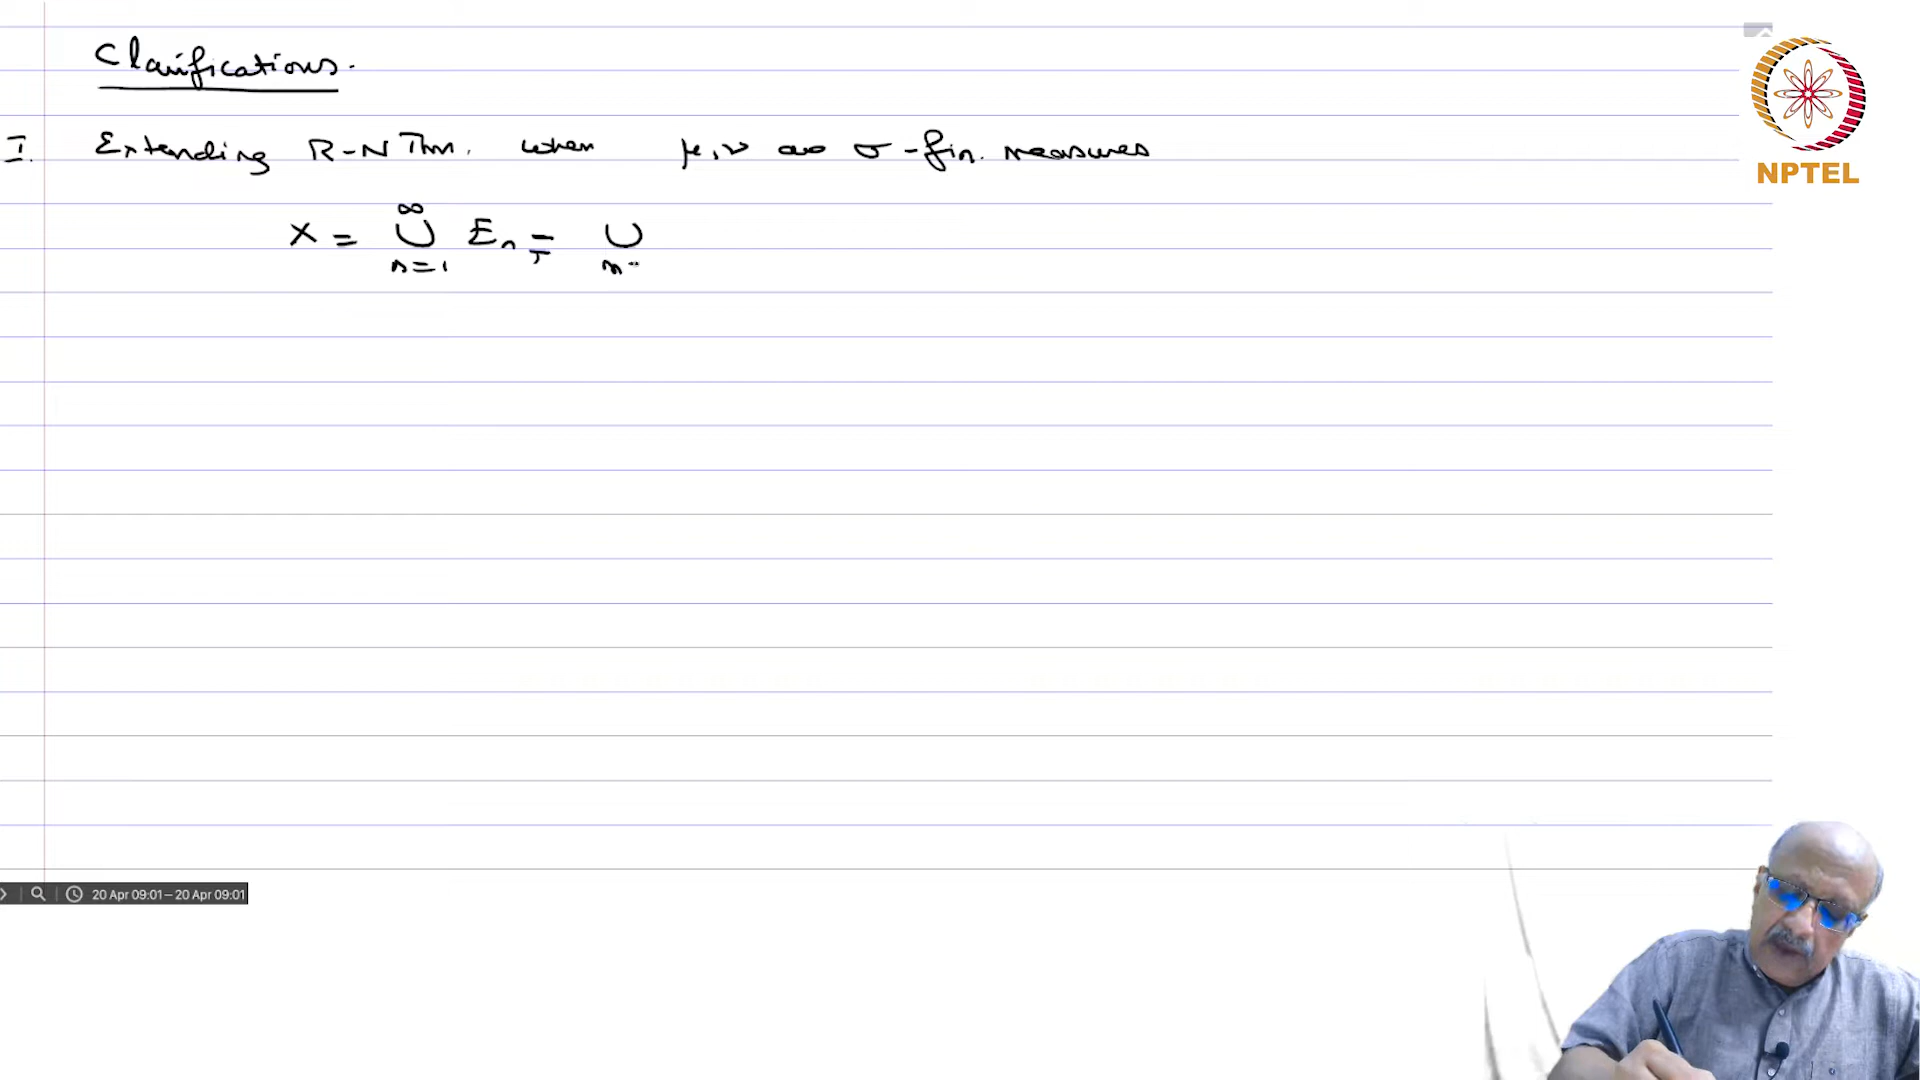 Clarifications.
I. Extending R-N Thm. when μ, ν are σ-fin. measures
X = ∞ ∪ n=1 E_n = ∪ m=
NPTEL
20 Apr 09:01 – 20 Apr 09:01